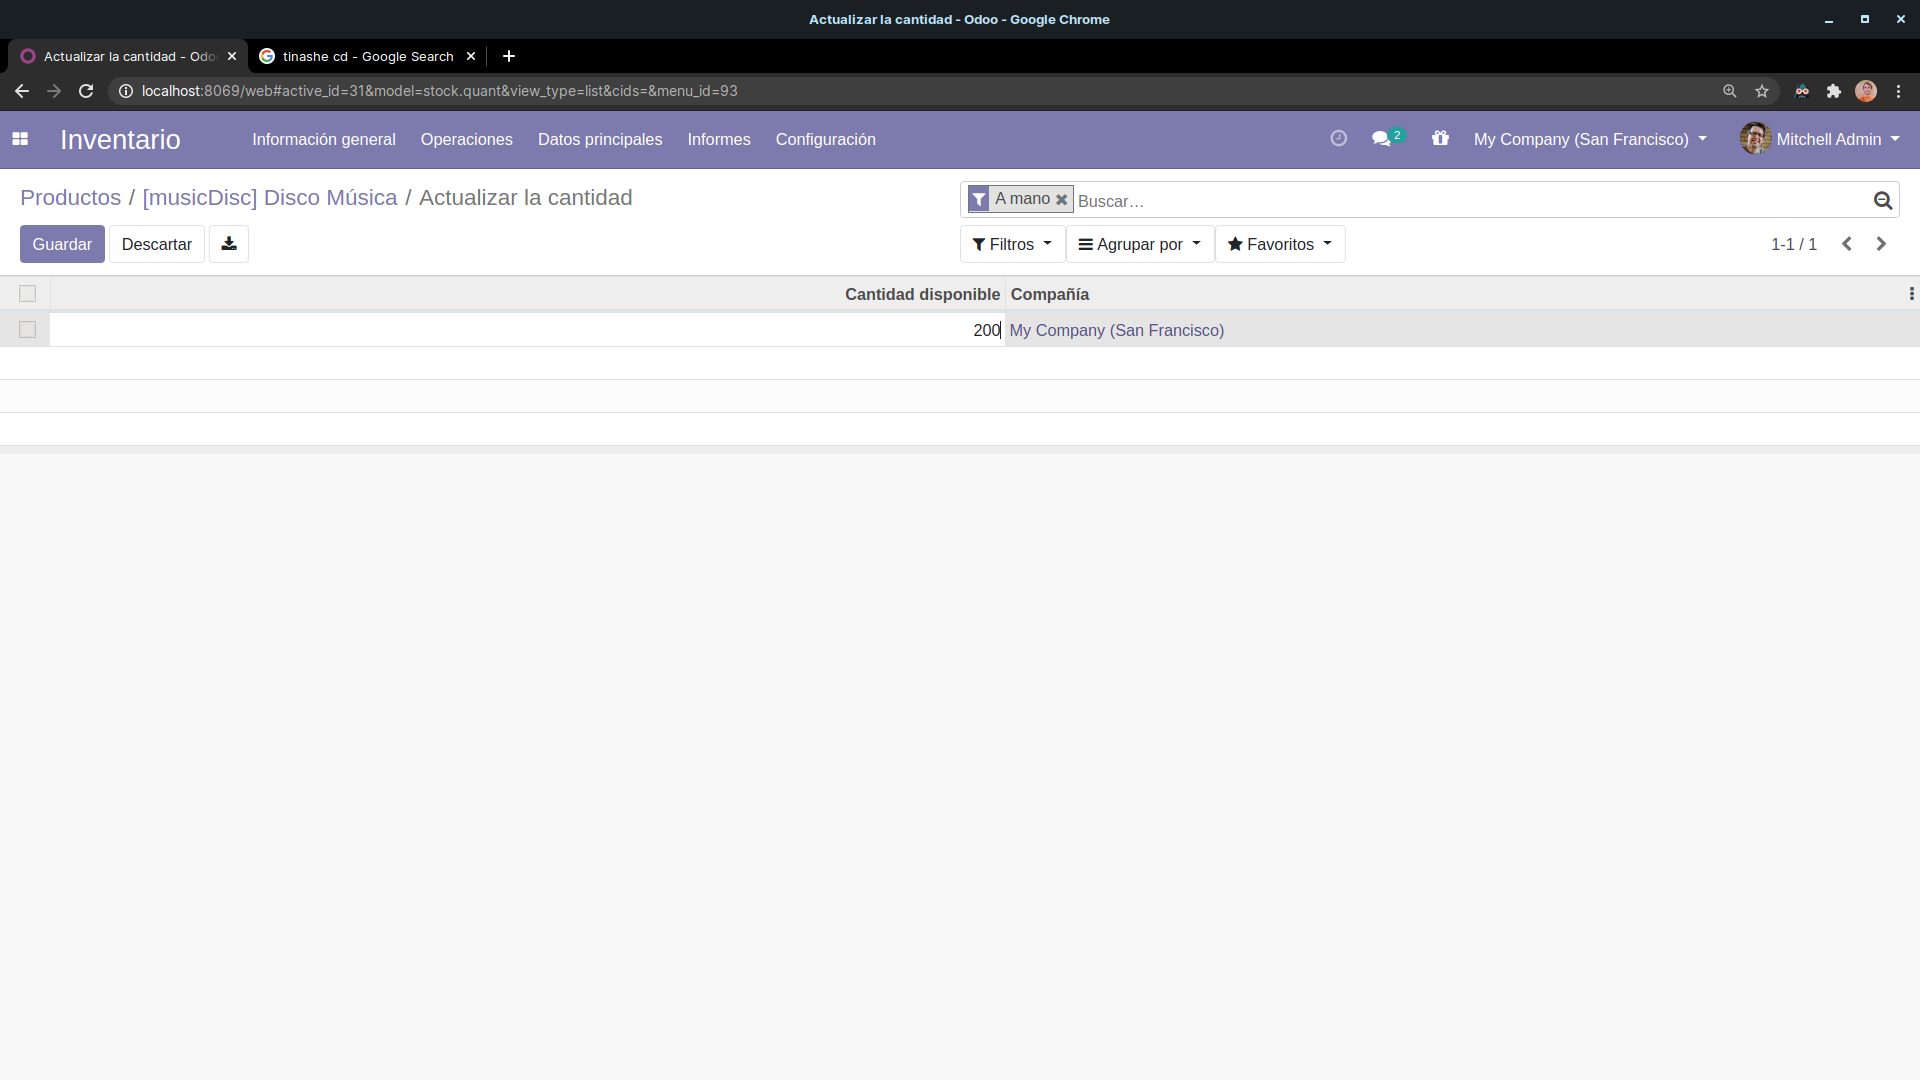 Actualizar la cantidad - Odoo - Google Chrome
Actualizar la cantidad - Odo
tinashe cd - Google Search
localhost:8069/web#active_id=31&model=stock.quant&view_type=list&cids=&menu_id=93
Inventario Información general Operaciones Datos principales Informes Configuración 2 My Company (San Francisco) Mitchell Admin
Productos / [musicDisc] Disco Música / Actualizar la cantidad
A mano Buscar...
Guardar Descartar
Filtros Agrupar por Favoritos 1-1 / 1
Cantidad disponible Compañía
200 My Company (San Francisco)